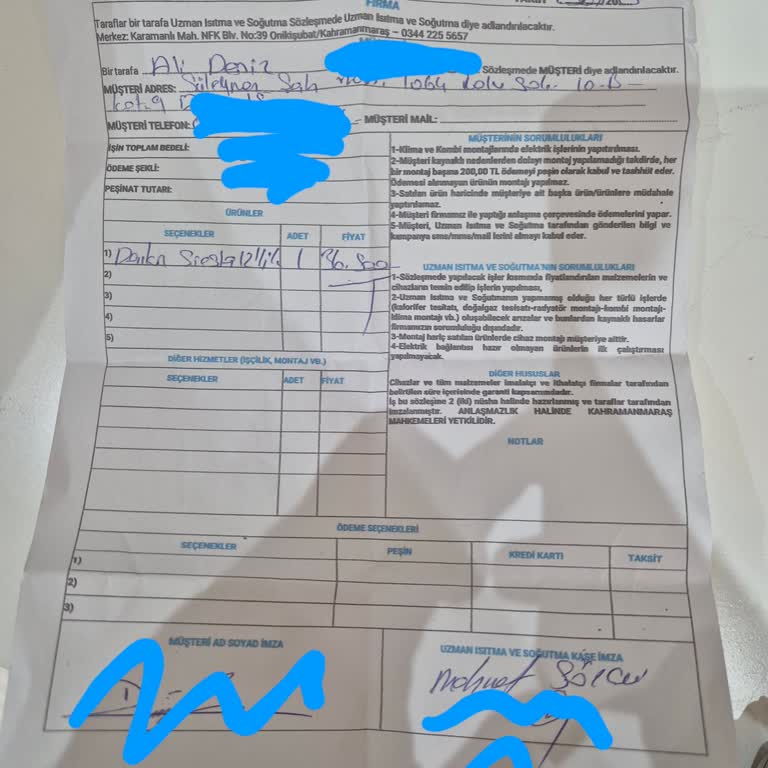 FİRMA
Taraflar bir tarafa Uzman Isıtma ve Soğutma Sözleşmede Uzman Isıtma ve Soğutma diye adlandırılacaktır.
Merkez: Karamanlı Mah. NFK Blv. No:39 Onikişubat/Kahramanmaraş - 0344 225 5657
Bir tarafa Ali Deniz Sözleşmede MÜŞTERİ diye adlandırılacaktır.
MÜŞTERİ ADRES: Süleyman Şah 10.B
MÜŞTERİ TELEFON: - MÜŞTERİ MAİL:
İŞİN TOPLAM BEDELİ:
ÖDEME ŞEKLİ:
PEŞİNAT TUTARI:
ÜRÜNLER
SEÇENEKLER ADET FİYAT
1) 1
2)
3)
4)
5)
DİĞER HİZMETLER (İŞÇİLİK, MONTAJ VB.)
SEÇENEKLER ADET FİYAT
MÜŞTERİNİN SORUMLULUKLARI
1-Klima ve Kombi montajlarında elektrik işlerinin yaptırılması.
2-Müşteri kaynaklı nedenlerden dolayı montaj yapılamadığı takdirde, her
bir montaj başına 200,00 TL ödemeyi peşin olarak kabul ve taahhüt eder.
Ödemesi alınmayan ürünün montajı yapılmaz.
3-Satılan ürün haricinde müşteriye ait başka ürün/ürünlere müdahale
yaptırılamaz.
4-Müşteri firmamız ile yaptığı anlaşma çerçevesinde ödemelerini yapar.
5-Müşteri, Uzman Isıtma ve Soğutma tarafından gönderilen bilgi ve
kampanya sms/mms/mail lerini almayı kabul eder.
UZMAN ISITMA VE SOĞUTMA'NIN SORUMLULUKLARI
1-Sözleşmede yapılacak işler kısmında fiyatlandırılan malzemelerin ve
cihazların temin edilip işlerin yapılması,
2-Uzman Isıtma ve Soğutmanın yapmamış olduğu her türlü işlerde
(kalorifer tesitatı, doğalgaz tesisatı-radyatör montajı-kombi montajı-
klima montajı vb.) oluşabilecek arızalar ve bunlardan kaynaklı hasarlar
firmamızın sorumluluğu dışındadır.
3-Montaj hariç satılan ürünlerde cihaz montajı müşteriye aittir.
4-Elektrik bağlantısı hazır olmayan ürünlerin ilk çalıştırması
yapılmayacak.
DİĞER HUSUSLAR
Cihazlar ve tüm malzemeler imalatçı ve ithalatçı firmalar tarafından
belirtilen süre içerisinde garanti kapsamındadır.
İş bu sözleşme 2 (iki) nüsha halinde hazırlanmış ve taraflar tarafından
imzalanmıştır. ANLAŞMAZLIK HALİNDE KAHRAMANMARAŞ
MAHKEMELERİ YETKİLİDİR.
NOTLAR
ÖDEME SEÇENEKLERİ
SEÇENEKLER PEŞİN KREDİ KARTI TAKSİT
1)
2)
3)
MÜŞTERİ AD SOYAD İMZA
UZMAN ISITMA VE SOĞUTMA KAŞE İMZA